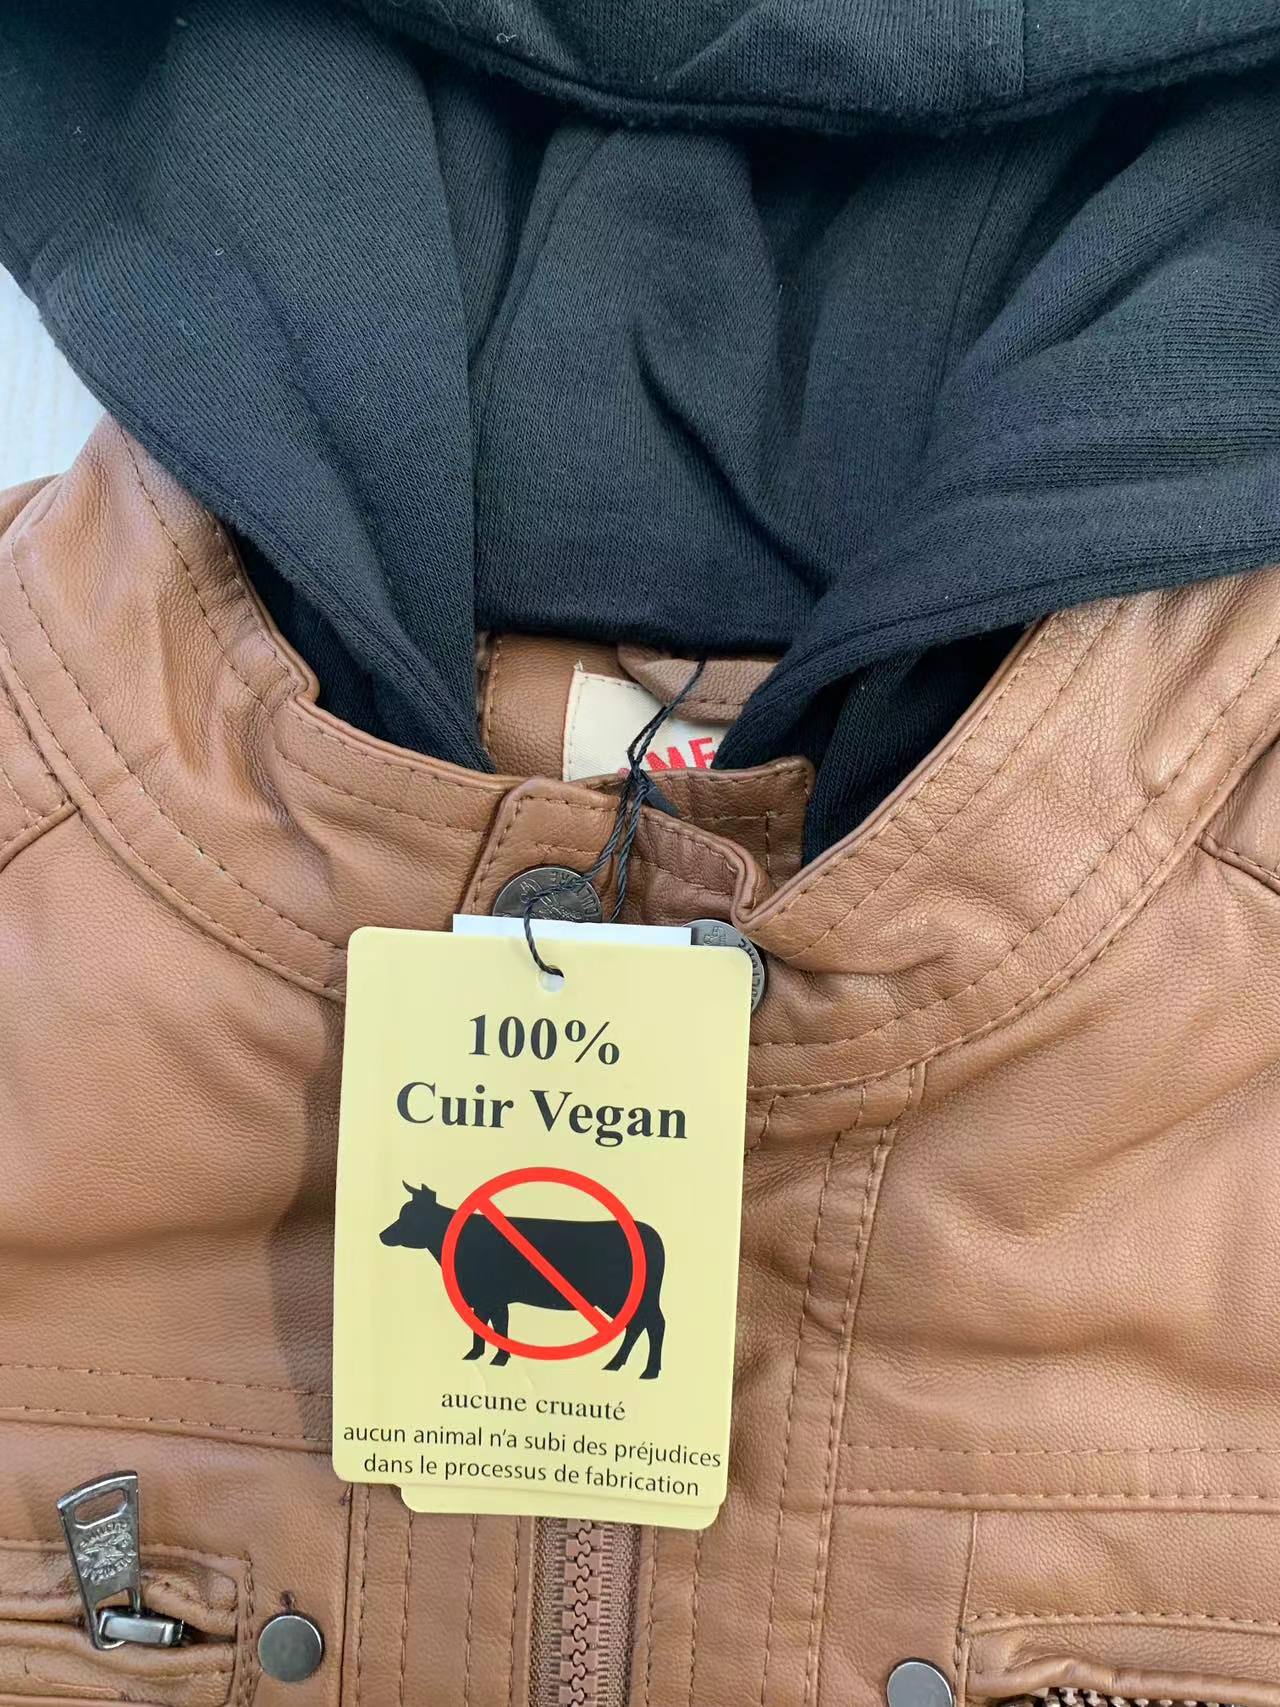 100%
Cuir Vegan
aucune cruauté
aucun animal n'a subi des préjudices
dans le processus de fabrication